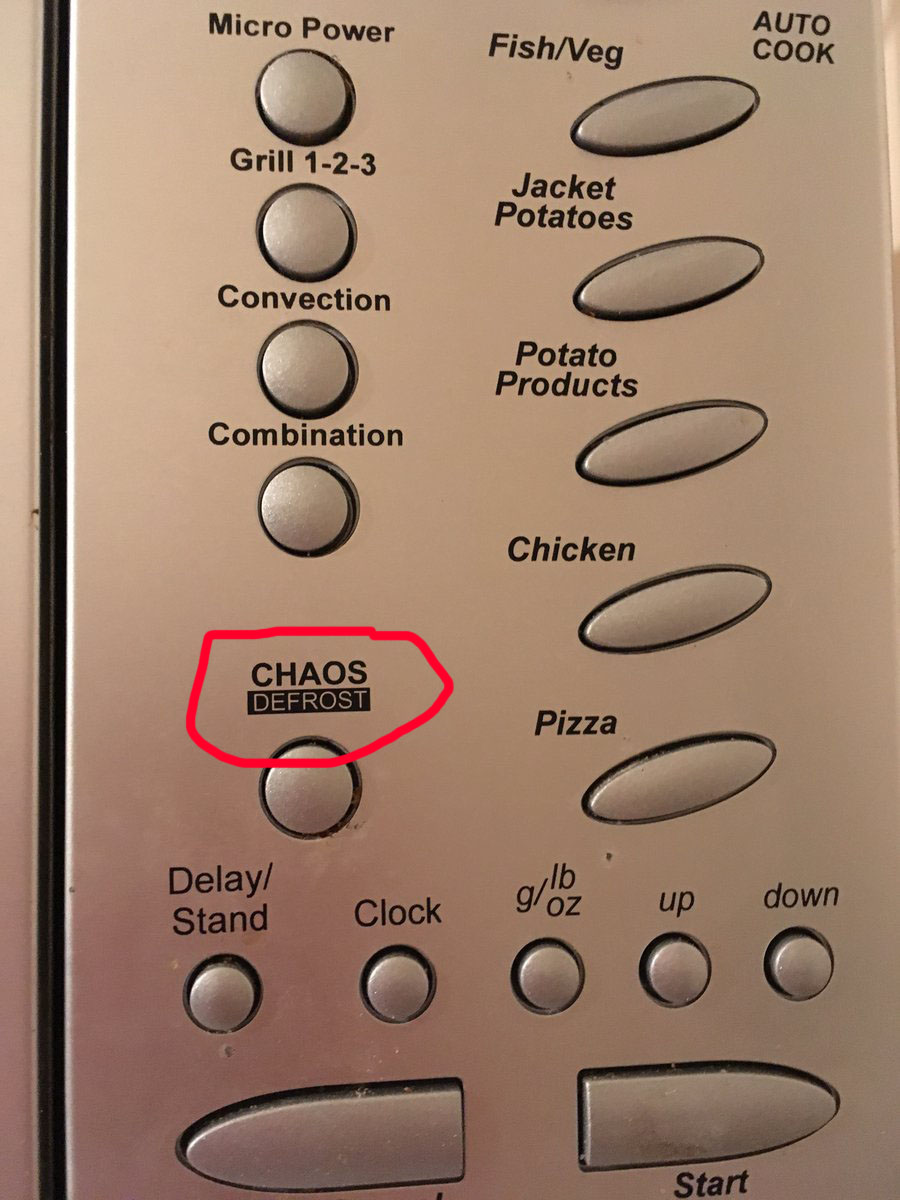 Micro Power
Grill 1-2-3
Convection
Combination
CHAOS
DEFROST
AUTO
COOK
Fish/Veg
Jacket
Potatoes
Potato
Products
Chicken
Pizza
Delay/
Stand
Clock
g/lb
oz
up
down
Start